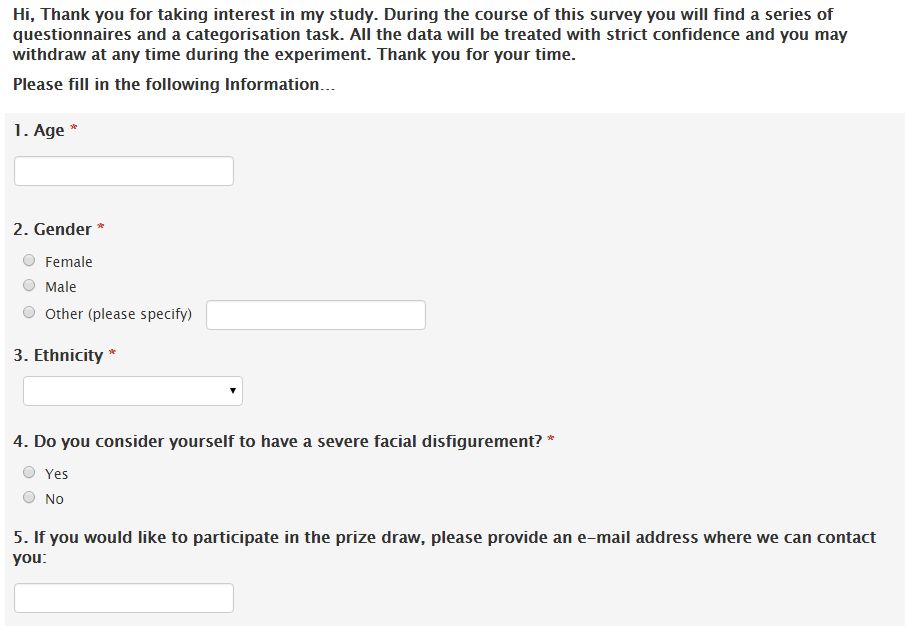 Hi, Thank you for taking interest in my study. During the course of this survey you will find a series of
questionnaires and a categorisation task. All the data will be treated with strict confidence and you may
withdraw at any time during the experiment. Thank you for your time.
Please fill in the following Information...
1. Age *
2. Gender *
Female
Male
Other (please specify)
3. Ethnicity *
4. Do you consider yourself to have a severe facial disfigurement? *
Yes
No
5. If you would like to participate in the prize draw, please provide an e-mail address where we can contact
you: